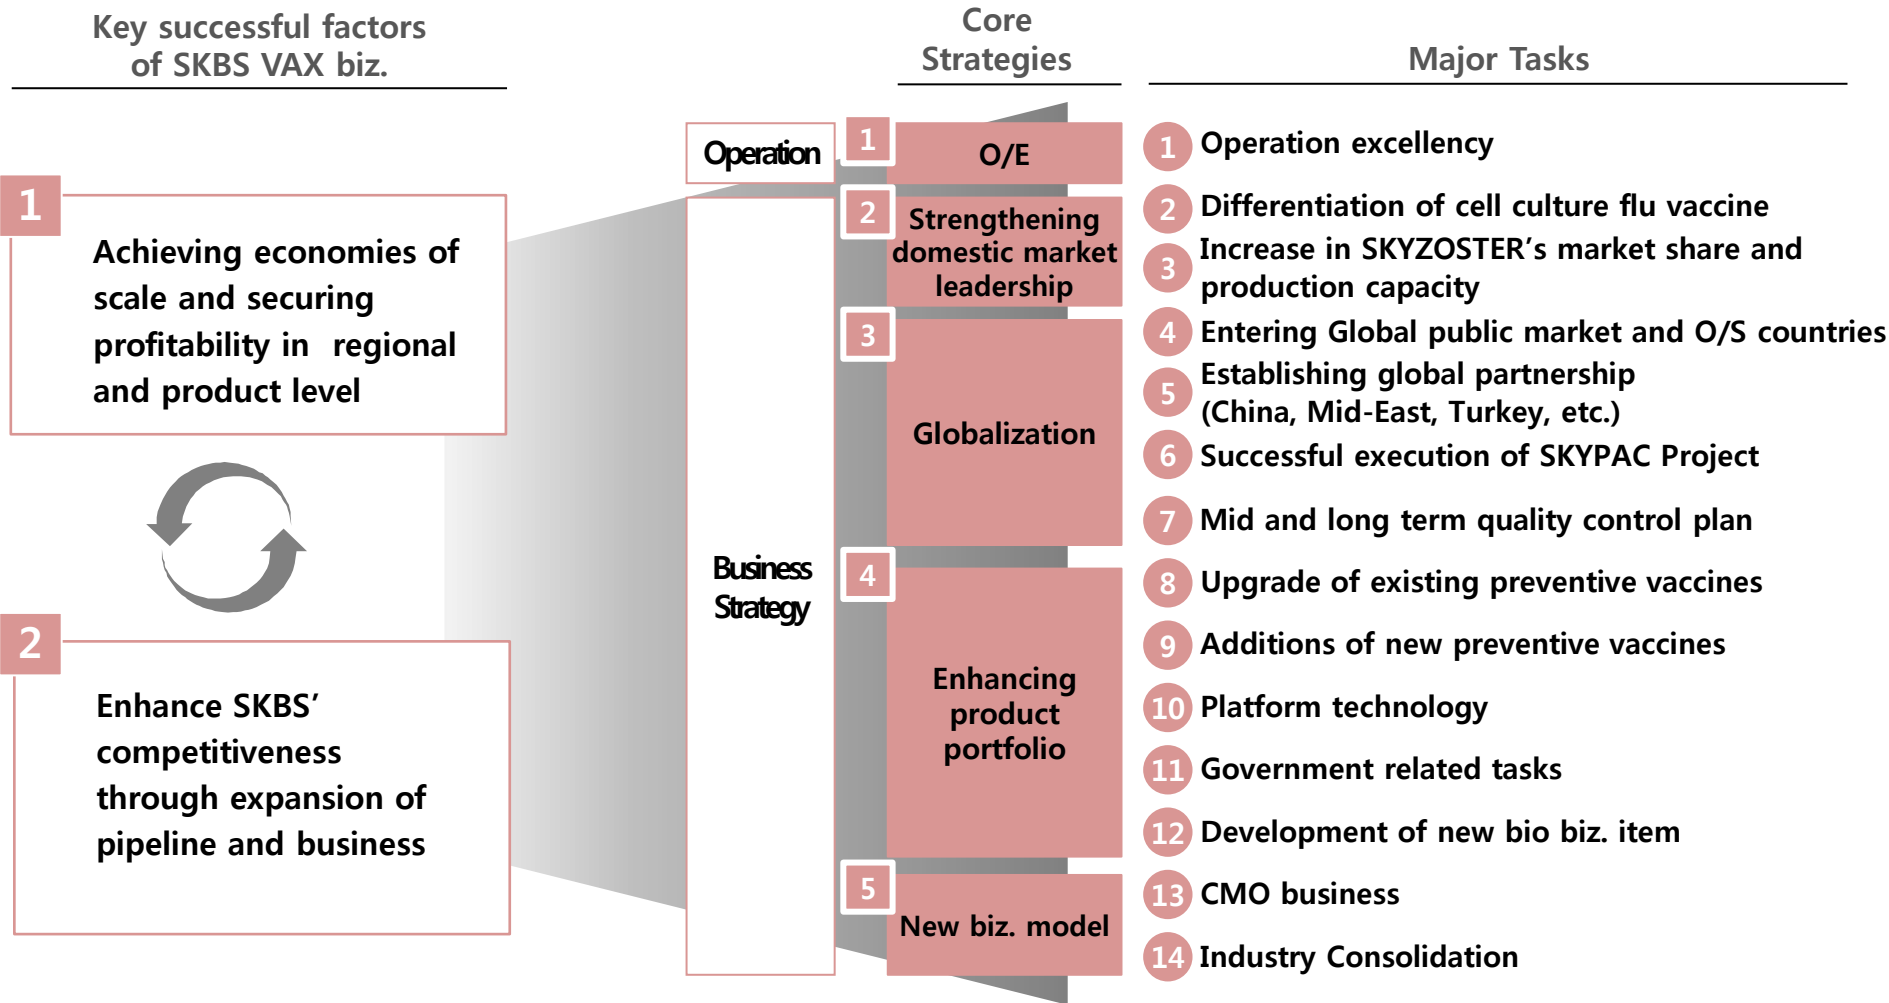 Key successful factors
of SKBS VAX biz.
1
Achieving economies of
scale and securing
profitability in regional
and product level
2
Enhance SKBS’
competitiveness
through expansion of
pipeline and business
Operation
Business
Strategy
Core
Strategies
1
O/E
2
Strengthening
domestic market
leadership
3
Globalization
4
Enhancing
product
portfolio
5
New biz. model
Major Tasks
1 Operation excellency
2 Differentiation of cell culture flu vaccine
3 Increase in SKYZOSTER’s market share and
production capacity
4 Entering Global public market and O/S countries
5 Establishing global partnership
(China, Mid-East, Turkey, etc.)
6 Successful execution of SKYPAC Project
7 Mid and long term quality control plan
8 Upgrade of existing preventive vaccines
9 Additions of new preventive vaccines
10 Platform technology
11 Government related tasks
12 Development of new bio biz. item
13 CMO business
14 Industry Consolidation